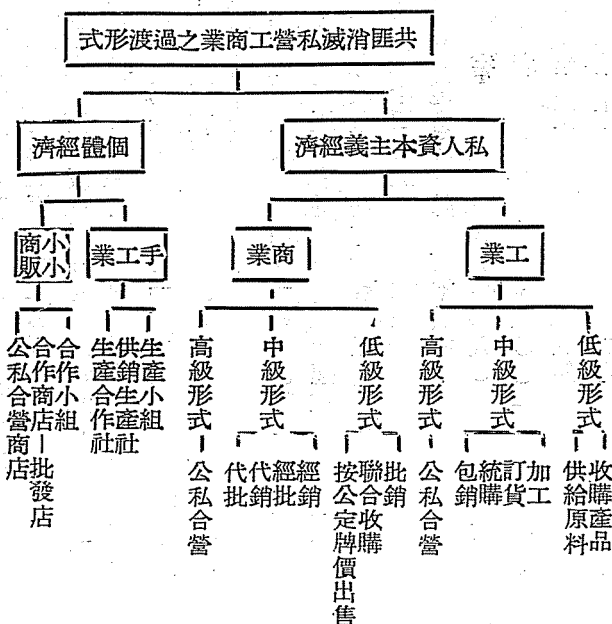 共匪消滅私營工商業之過渡形式
私人資本主義經濟
個體經濟
工業
商業
手工業
小小
商販
低級形式
中級形式
高級形式
低級形式
中級形式
高級形式
收購產品
供給原料
加工
訂貨
統購
包銷
公私合營
批銷
聯合收購
按公定牌價出售
經銷
經批
代銷
代批
公私合營
生產小組
供銷生產社
生產合作社
合作小組
合作商店—批發店
公私合營商店